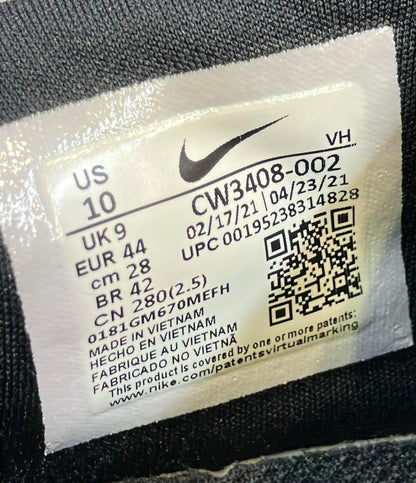 VH
US
10
UK 9
EUR 44
cm 28
BR 42
CN 280(2.5)
CW3408-002
02/17/21 | 04/23/21
UPC 00195238314828
0181GM670MEFH
MADE IN VIETNAM
HECHO EN VIETNAM
FABRIQUE AU VIETNAM
FABRICADO NO VIETNÃ
This product is covered by one or more patents:
www.nike.com/patentsvirtualmarking